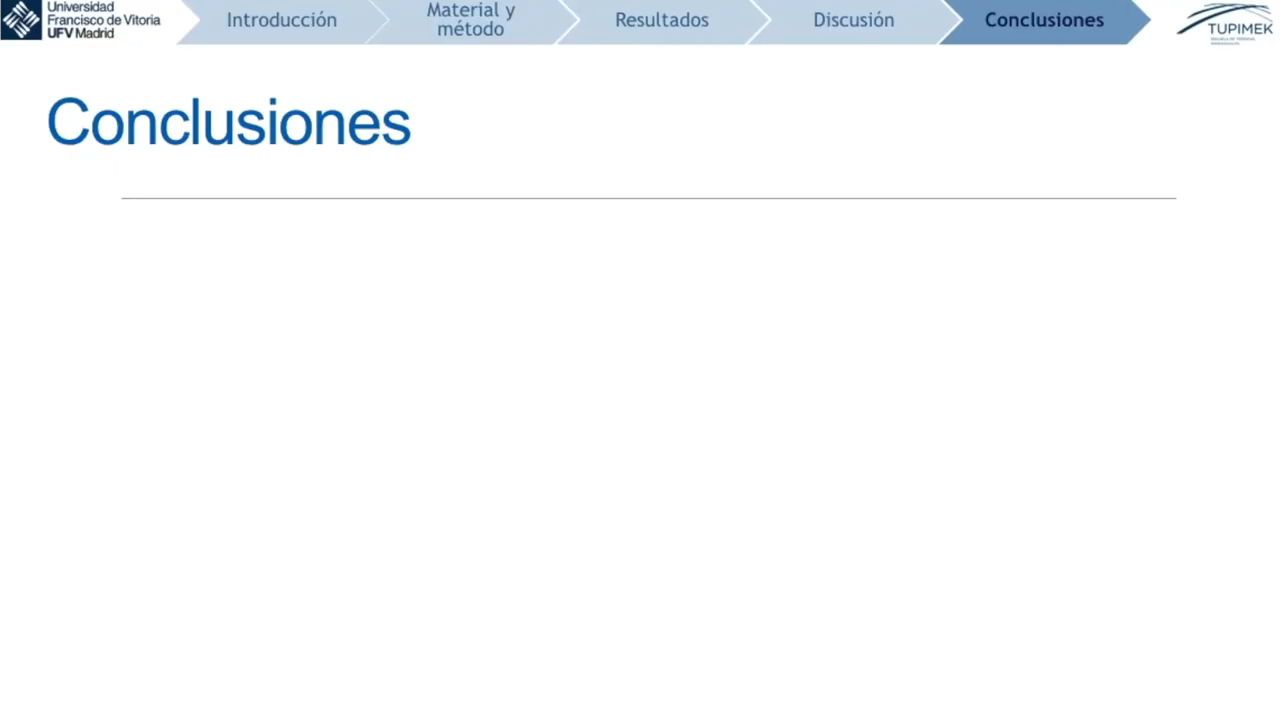 Universidad
Francisco de Vitoria
UFV Madrid
Introducción
Material y
método
Resultados
Discusión
Conclusiones
TUPIMEK
Conclusiones